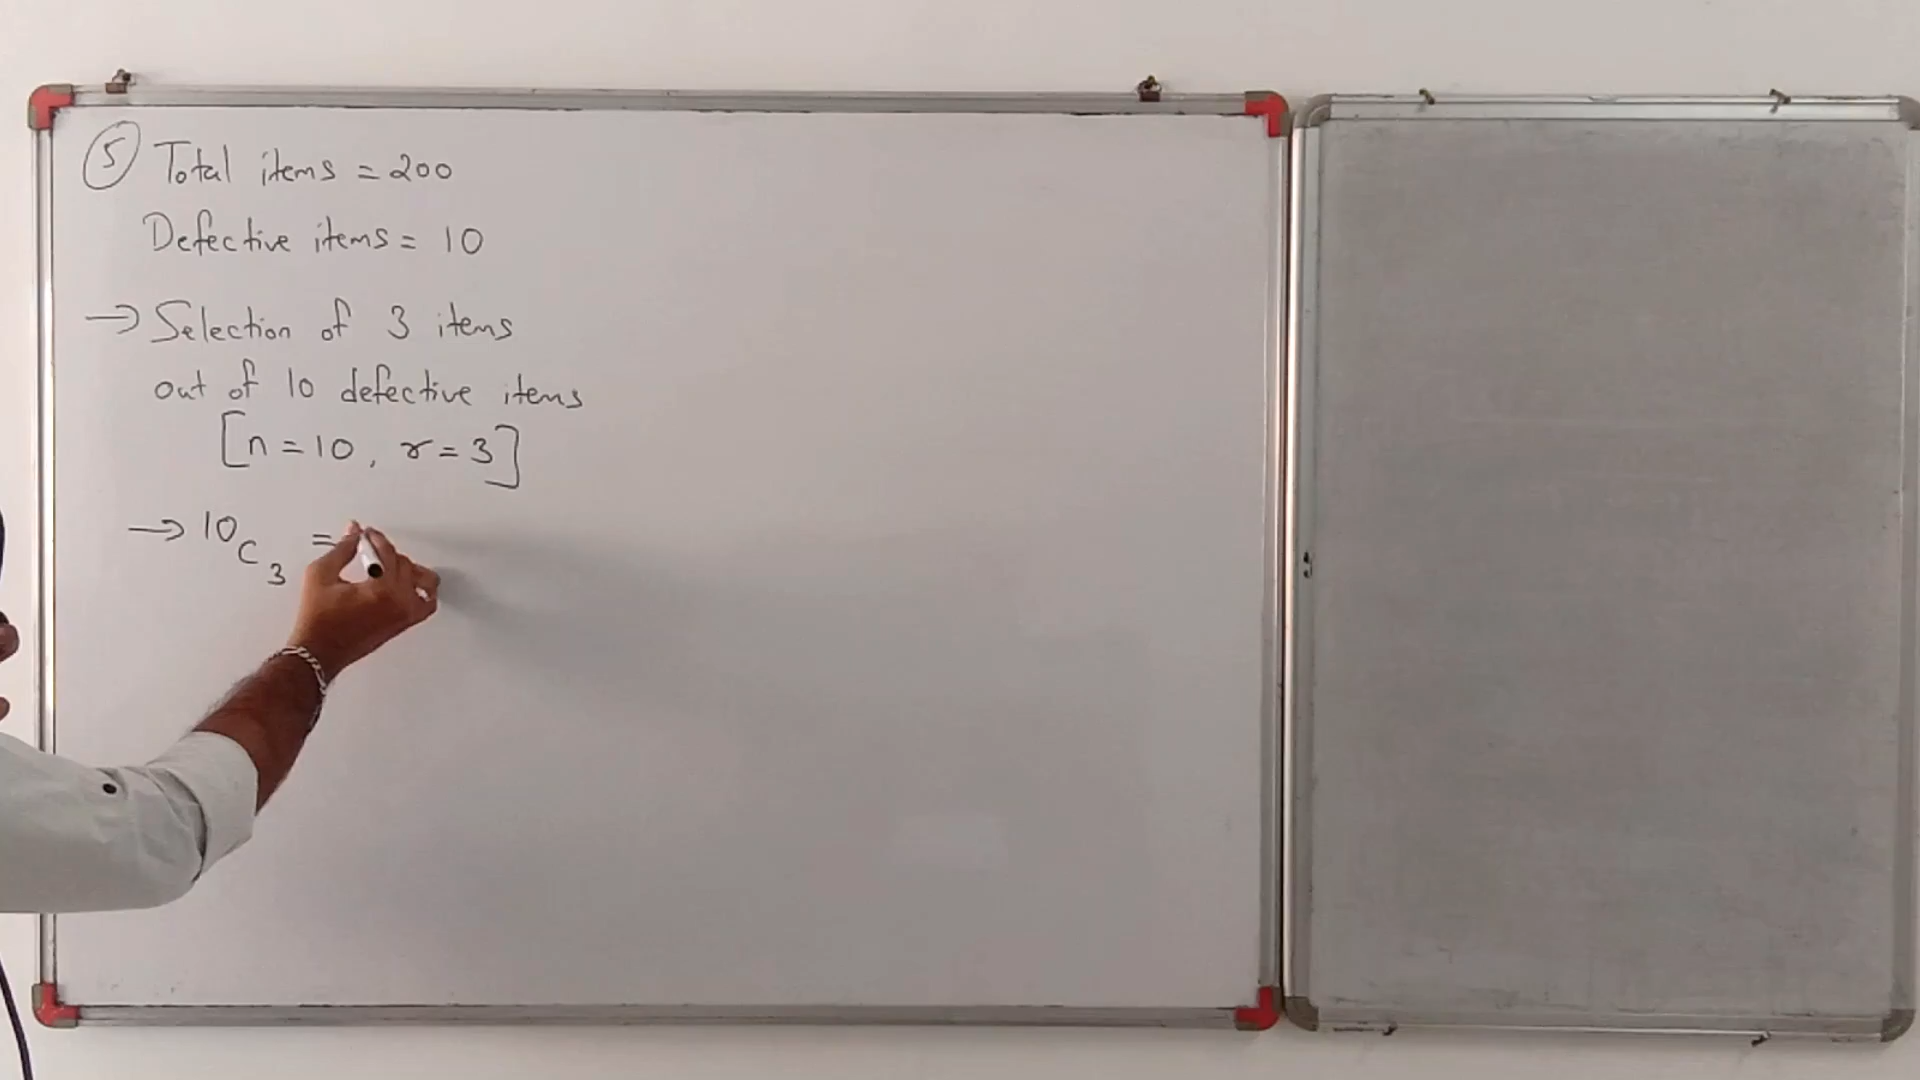 ⑤ Total items = 200
Defective items = 10
→ Selection of 3 items
out of 10 defective items
[n = 10, r = 3]
→ 10C3 =